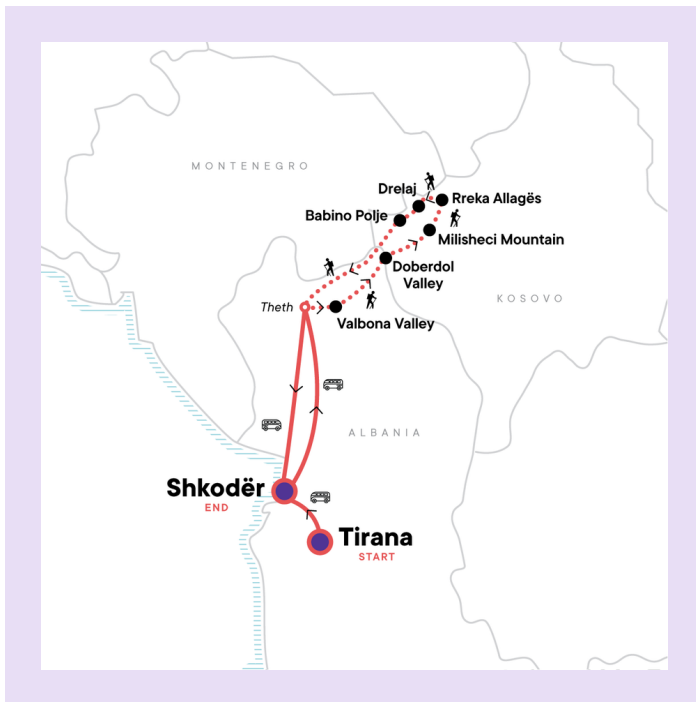 MONTENEGRO
Drelaj
Rreka Allagës
Babino Polje
Milisheci Mountain
Doberdol
Valley
KOSOVO
Theth
Valbona Valley
ALBANIA
Shkodër
END
Tirana
START